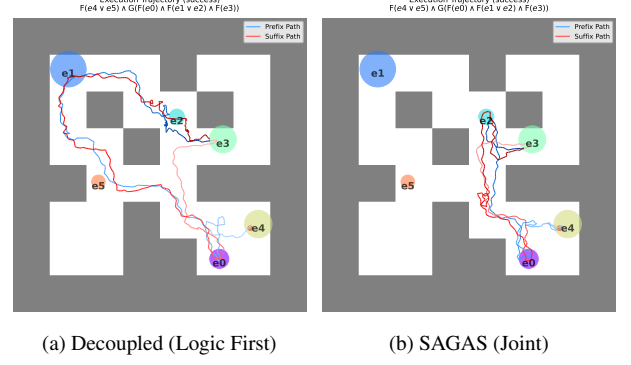 Execution Trajectory (success)
F(e4 ∨ e5) ∧ G(F(e0) ∧ F(e1 ∨ e2) ∧ F(e3))
Prefix Path
Suffix Path
e1
e2
e3
e5
e4
e0
(a) Decoupled (Logic First)
Execution Trajectory (success)
F(e4 ∨ e5) ∧ G(F(e0) ∧ F(e1 ∨ e2) ∧ F(e3))
Prefix Path
Suffix Path
e1
e2
e3
e5
e4
e0
(b) SAGAS (Joint)